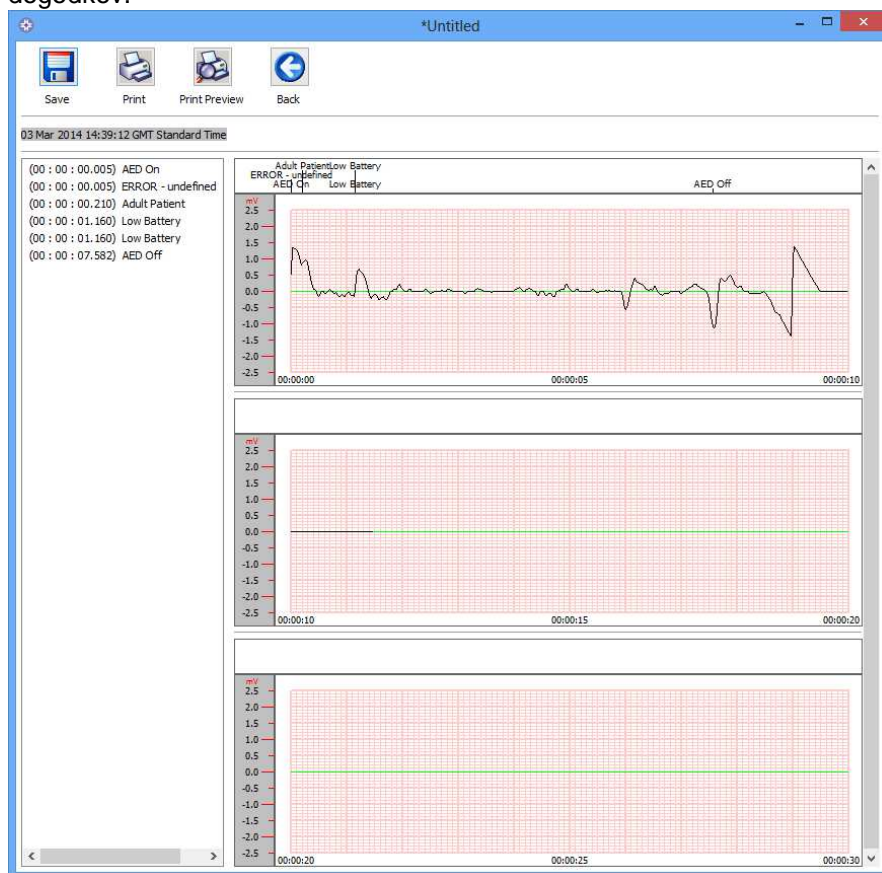 dogodkov.
*Untitled
Save Print Print Preview Back
03 Mar 2014 14:39:12 GMT Standard Time
(00 : 00 : 00.005) AED On
(00 : 00 : 00.005) ERROR - undefined
(00 : 00 : 00.210) Adult Patient
(00 : 00 : 01.160) Low Battery
(00 : 00 : 01.160) Low Battery
(00 : 00 : 07.582) AED Off
Adult Patient Low Battery
ERROR - undefined
AED On Low Battery AED Off
mV
2.5
2.0
1.5
1.0
0.5
0.0
-0.5
-1.0
-1.5
-2.0
-2.5
00:00:00 00:00:05 00:00:10
mV
2.5
2.0
1.5
1.0
0.5
0.0
-0.5
-1.0
-1.5
-2.0
-2.5
00:00:10 00:00:15 00:00:20
mV
2.5
2.0
1.5
1.0
0.5
0.0
-0.5
-1.0
-1.5
-2.0
-2.5
00:00:20 00:00:25 00:00:30